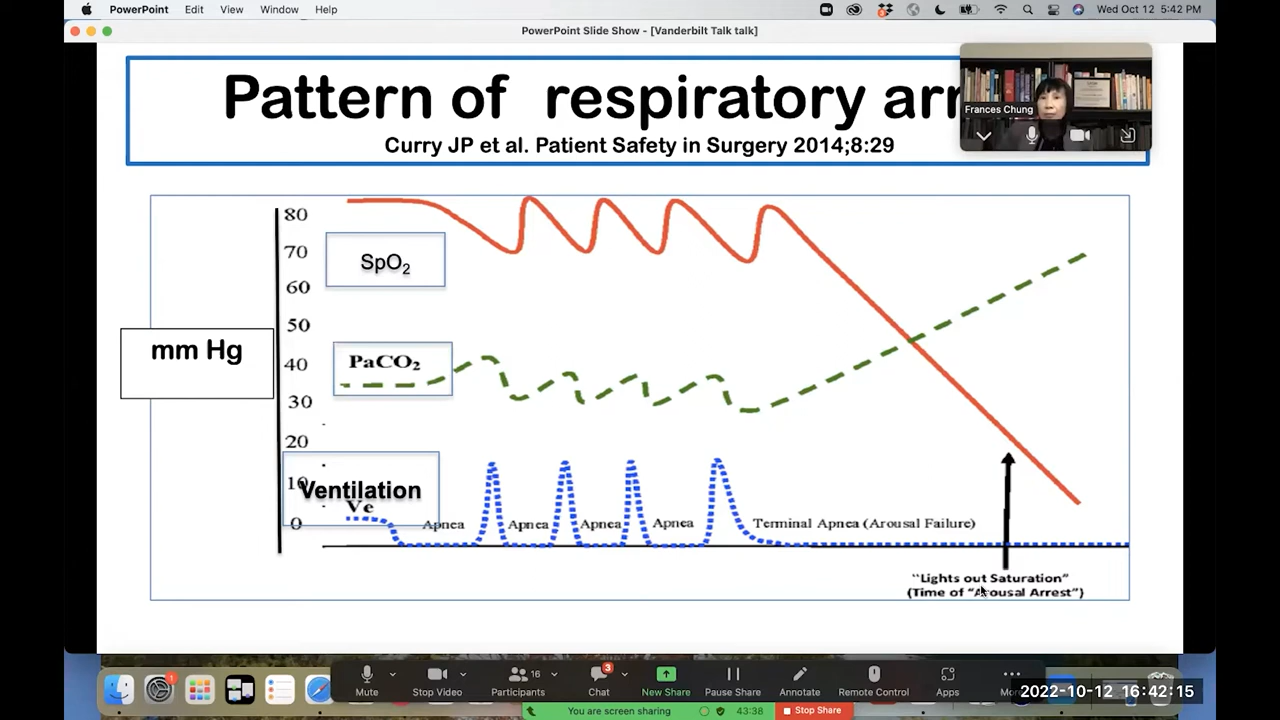 PowerPoint Edit View Window Help
Wed Oct 12 5:42 PM
PowerPoint Slide Show - [Vanderbilt Talk talk]
Pattern of respiratory
Curry JP et al. Patient Safety in Surgery 2014;8:29
Frances Chung
80
70
60
50
40
30
20
10
0
mm Hg
SpO2
PaCO2
Ventilation
Ve
Apnea Apnea Apnea Apnea Terminal Apnea (Arousal Failure)
``Lights out Saturation”
(Time of “Arousal Arrest”)
3
16
1
Mute Stop Video Participants Chat New Share Pause Share Annotate Remote Control Apps
2022-10-12 16:42:15
You are screen sharing 43:38 Stop Share